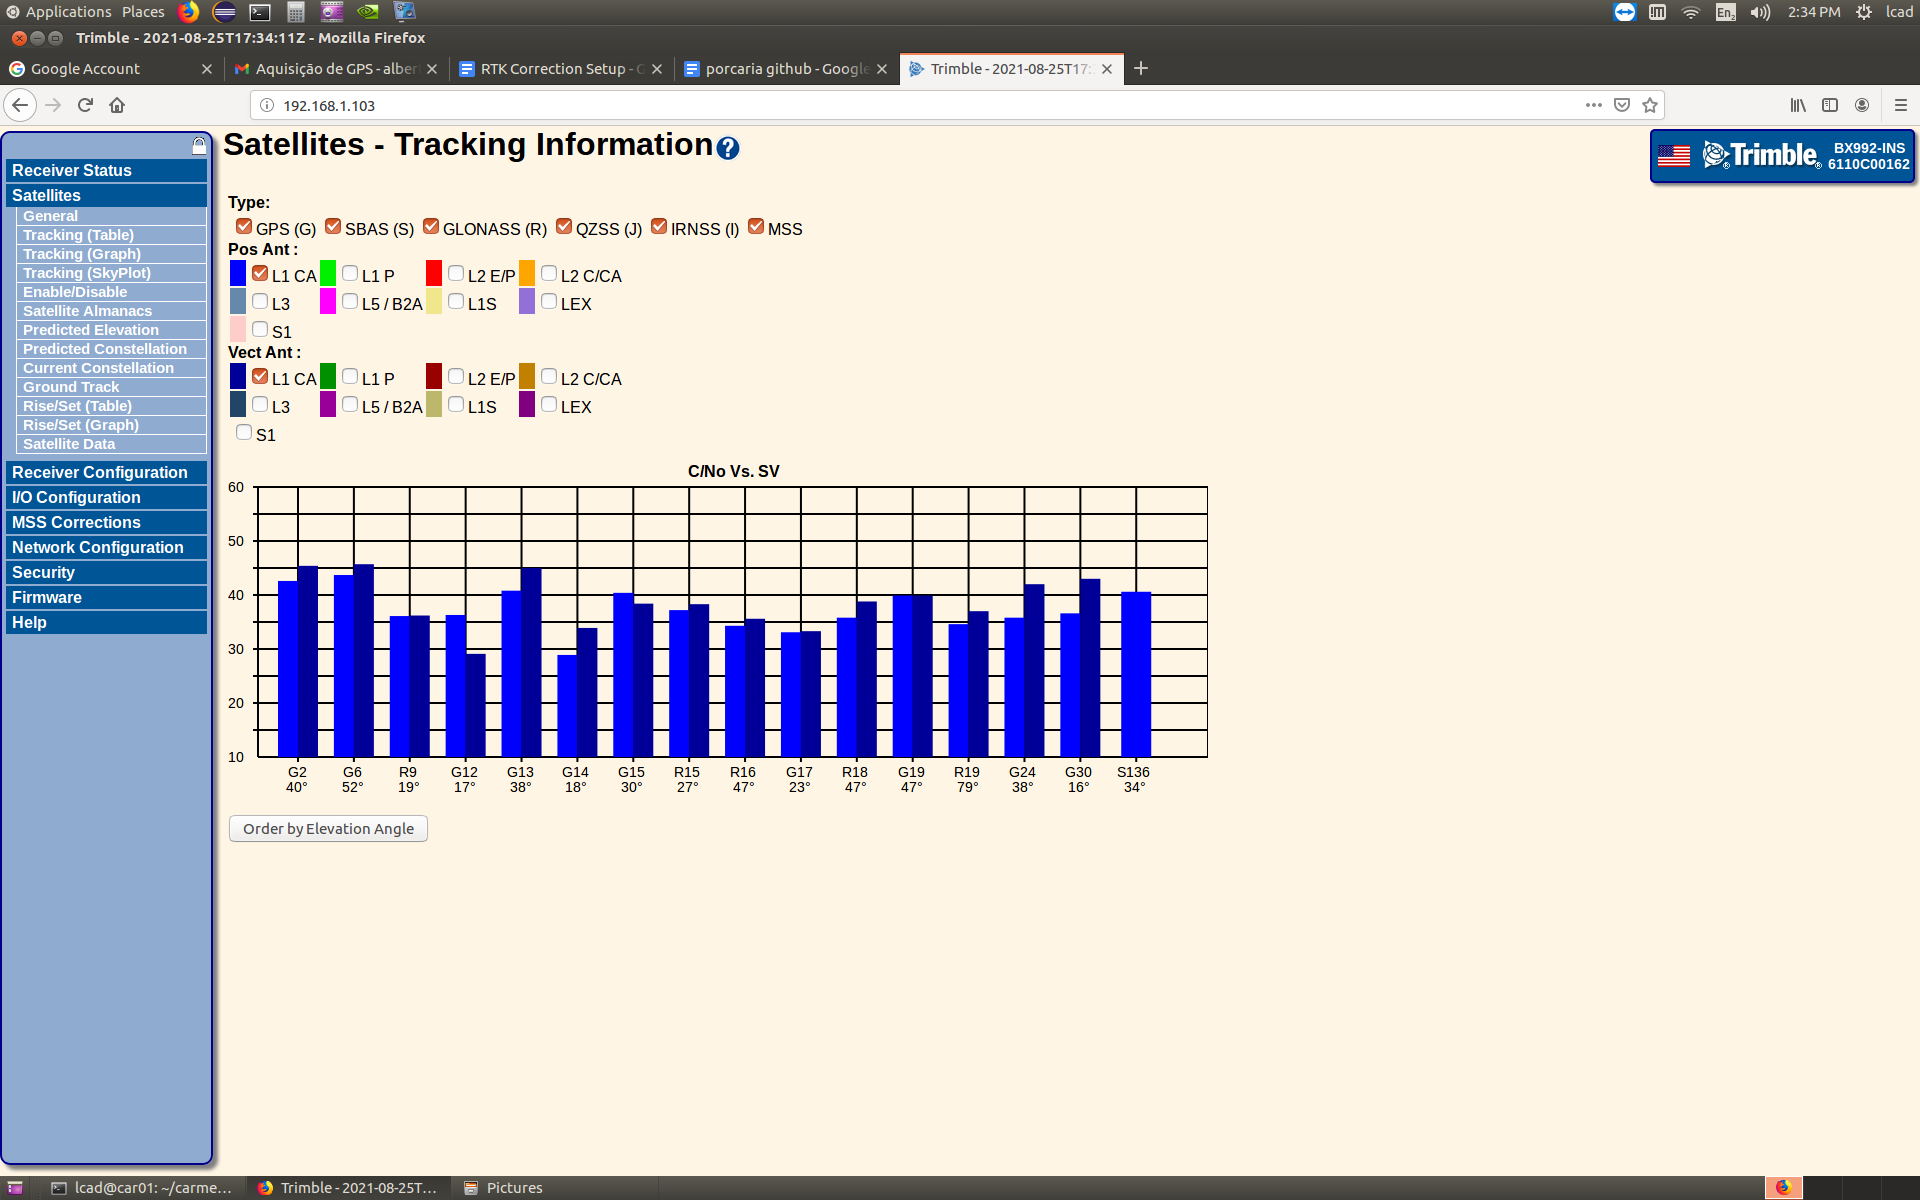 Applications Places En2 2:34 PM lcad
Trimble - 2021-08-25T17:34:11Z - Mozilla Firefox
Google Account Aquisição de GPS - alber RTK Correction Setup - porcaria github - Google Trimble - 2021-08-25T17:
192.168.1.103
Satellites - Tracking Information?
Trimble BX992-INS
6110C00162
Receiver Status
Satellites
General
Tracking (Table)
Tracking (Graph)
Tracking (SkyPlot)
Enable/Disable
Satellite Almanacs
Predicted Elevation
Predicted Constellation
Current Constellation
Ground Track
Rise/Set (Table)
Rise/Set (Graph)
Satellite Data
Receiver Configuration
I/O Configuration
MSS Corrections
Network Configuration
Security
Firmware
Help
Type:
GPS (G) SBAS (S) GLONASS (R) QZSS (J) IRNSS (I) MSS
Pos Ant :
L1 CA L1 P L2 E/P L2 C/CA
L3 L5 / B2A L1S LEX
S1
Vect Ant :
L1 CA L1 P L2 E/P L2 C/CA
L3 L5 / B2A L1S LEX
S1
C/No Vs. SV
60
50
40
30
20
10
G2 G6 R9 G12 G13 G14 G15 R15 R16 G17 R18 G19 R19 G24 G30 S136
40° 52° 19° 17° 38° 18° 30° 27° 47° 23° 47° 47° 79° 38° 16° 34°
Order by Elevation Angle
lcad@car01: ~/carme... Trimble - 2021-08-25T... Pictures